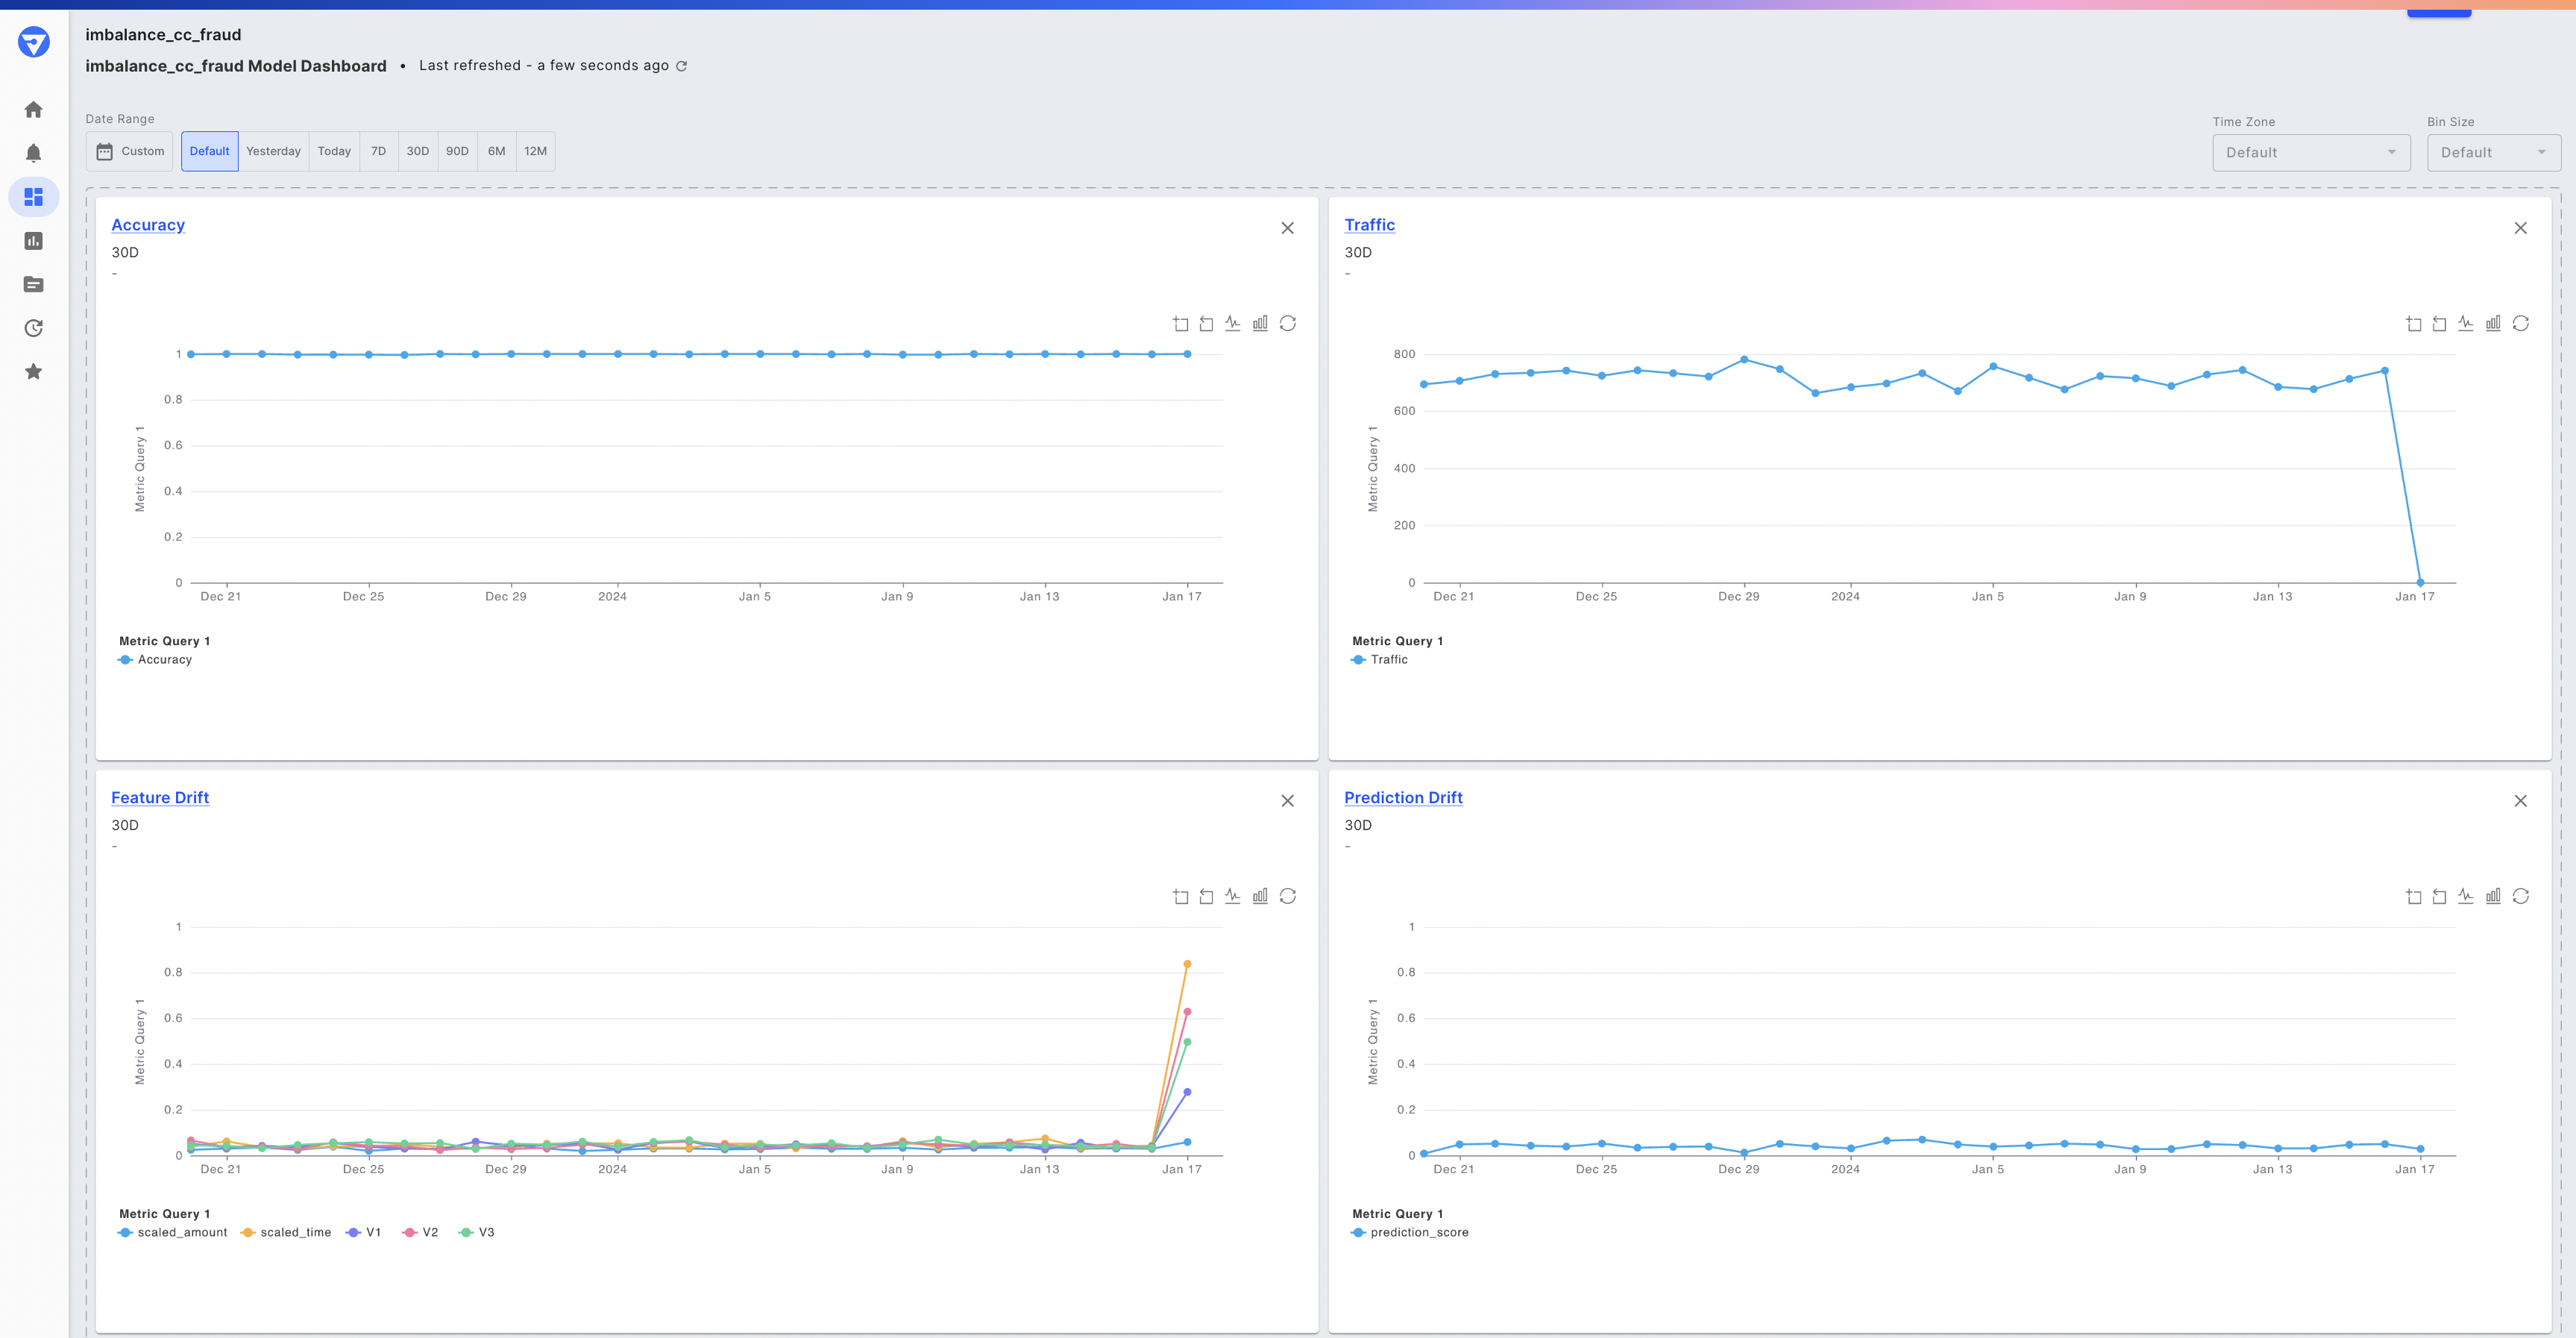 imbalance_cc_fraud
imbalance_cc_fraud Model Dashboard • Last refreshed - a few seconds ago
Date Range
Custom Default Yesterday Today 7D 30D 90D 6M 12M
Time Zone
Default
Bin Size
Default
Accuracy
30D
-
Metric Query 1
1
0.8
0.6
0.4
0.2
0
Dec 21 Dec 25 Dec 29 2024 Jan 5 Jan 9 Jan 13 Jan 17
Metric Query 1
Accuracy
Traffic
30D
-
Metric Query 1
800
600
400
200
0
Dec 21 Dec 25 Dec 29 2024 Jan 5 Jan 9 Jan 13 Jan 17
Metric Query 1
Traffic
Feature Drift
30D
-
Metric Query 1
1
0.8
0.6
0.4
0.2
0
Dec 21 Dec 25 Dec 29 2024 Jan 5 Jan 9 Jan 13 Jan 17
Metric Query 1
scaled_amount scaled_time V1 V2 V3
Prediction Drift
30D
-
Metric Query 1
1
0.8
0.6
0.4
0.2
0
Dec 21 Dec 25 Dec 29 2024 Jan 5 Jan 9 Jan 13 Jan 17
Metric Query 1
prediction_score